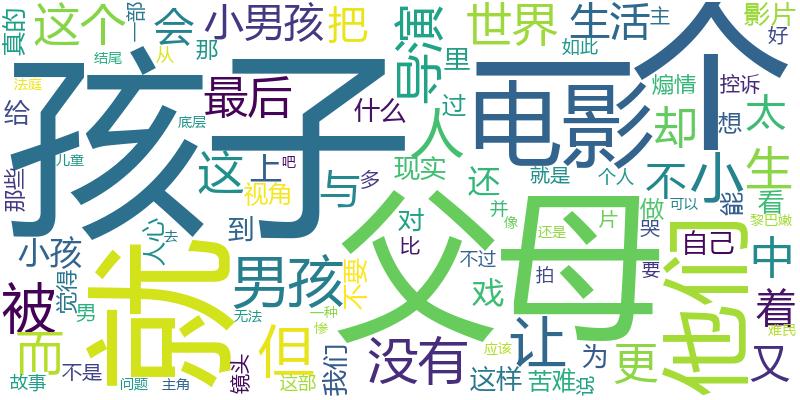 真的
这个
一部
会
小男孩
把
导演
世界
生活
主
影片
好
那
里
如此
结尾
从
孩子
一个
电影
法庭
给
最后
什么
过
人
煽情
却
控诉
想
太
底层
儿童
那些
这
上
吧
视角
与
多
现实
还
就是
个人
不
小
能
生
看
并
像
片
做
哭
可以
黎巴嫩
人心
去
到
对
比
父母
还是
他们
自己
中
小孩
觉得
就
男孩
不要
不过
戏
拍
要
着
被
男
无法
一种
惨
没有
应该
让
为
更
又
难民
而
但
故事
不是
问题
主角
镜头
这部
我们
这样
苦难
说